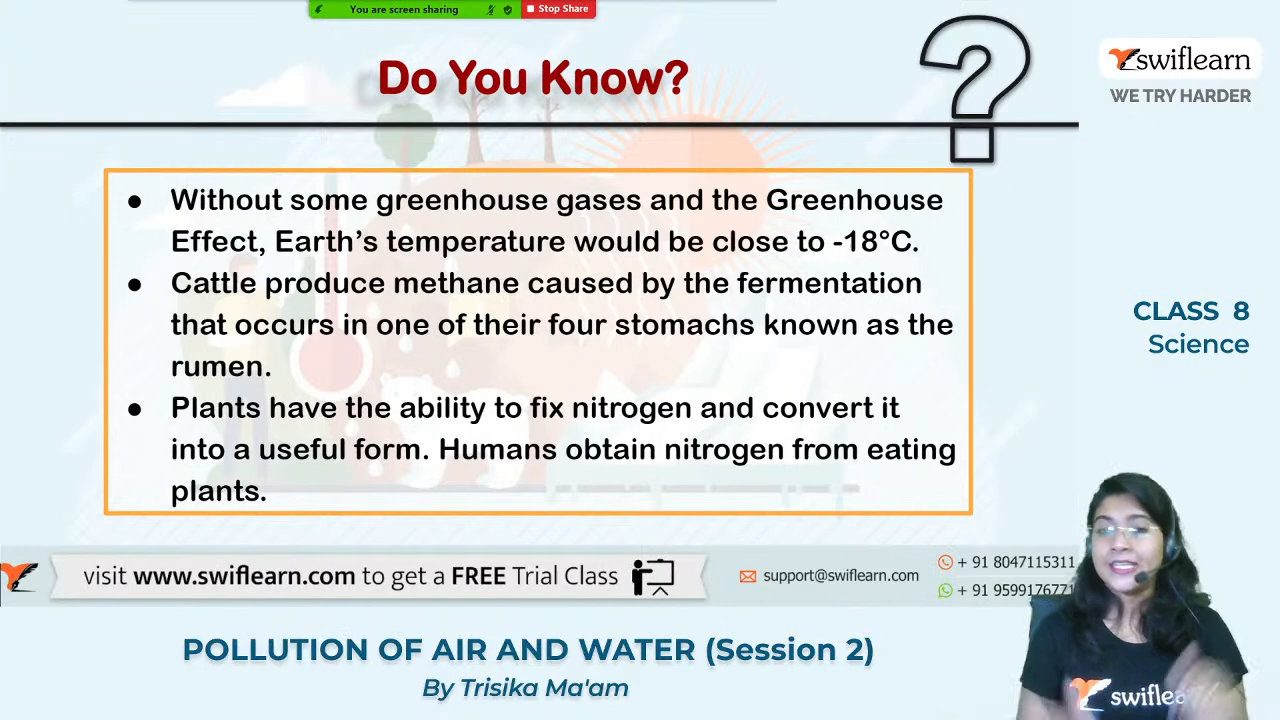 You are screen sharing
Stop Share
Do You Know?
swiflearn
WE TRY HARDER
● Without some greenhouse gases and the Greenhouse
Effect, Earth's temperature would be close to -18°C.
● Cattle produce methane caused by the fermentation
that occurs in one of their four stomachs known as the
rumen.
● Plants have the ability to fix nitrogen and convert it
into a useful form. Humans obtain nitrogen from eating
plants.
CLASS 8
Science
visit www.swiflearn.com to get a FREE Trial Class
support@swiflearn.com
+ 91 8047115311
+ 91 9599176771
POLLUTION OF AIR AND WATER (Session 2)
By Trisika Ma'am
swiflea